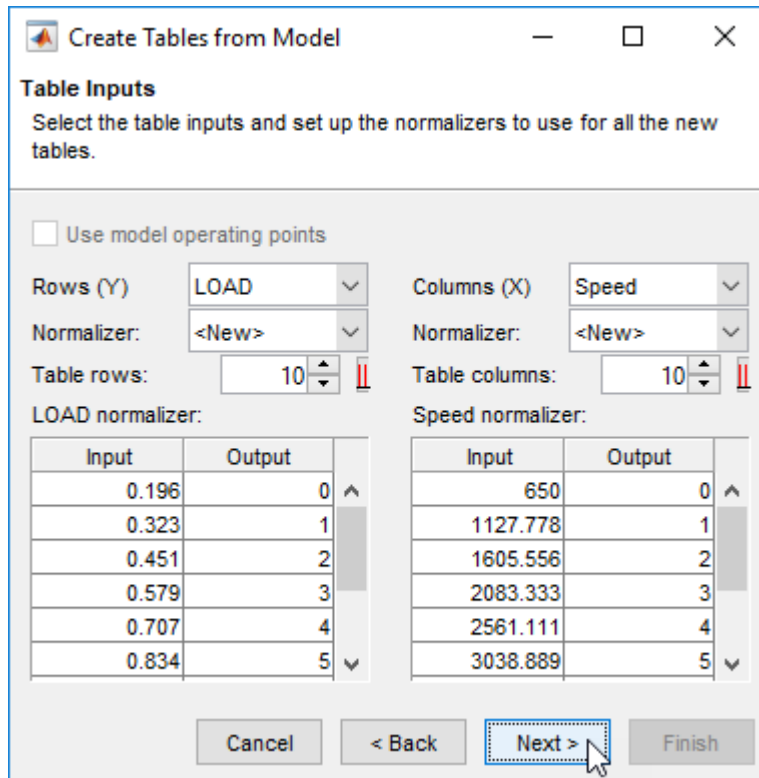 Create Tables from Model
Table Inputs
Select the table inputs and set up the normalizers to use for all the new
tables.
Use model operating points
Rows (Y) LOAD Columns (X) Speed
Normalizer: <New> Normalizer: <New>
Table rows: 10 Table columns: 10
LOAD normalizer: Speed normalizer:
Input Output Input Output
0.196 0 650 0
0.323 1 1127.778 1
0.451 2 1605.556 2
0.579 3 2083.333 3
0.707 4 2561.111 4
0.834 5 3038.889 5
Cancel < Back Next > Finish